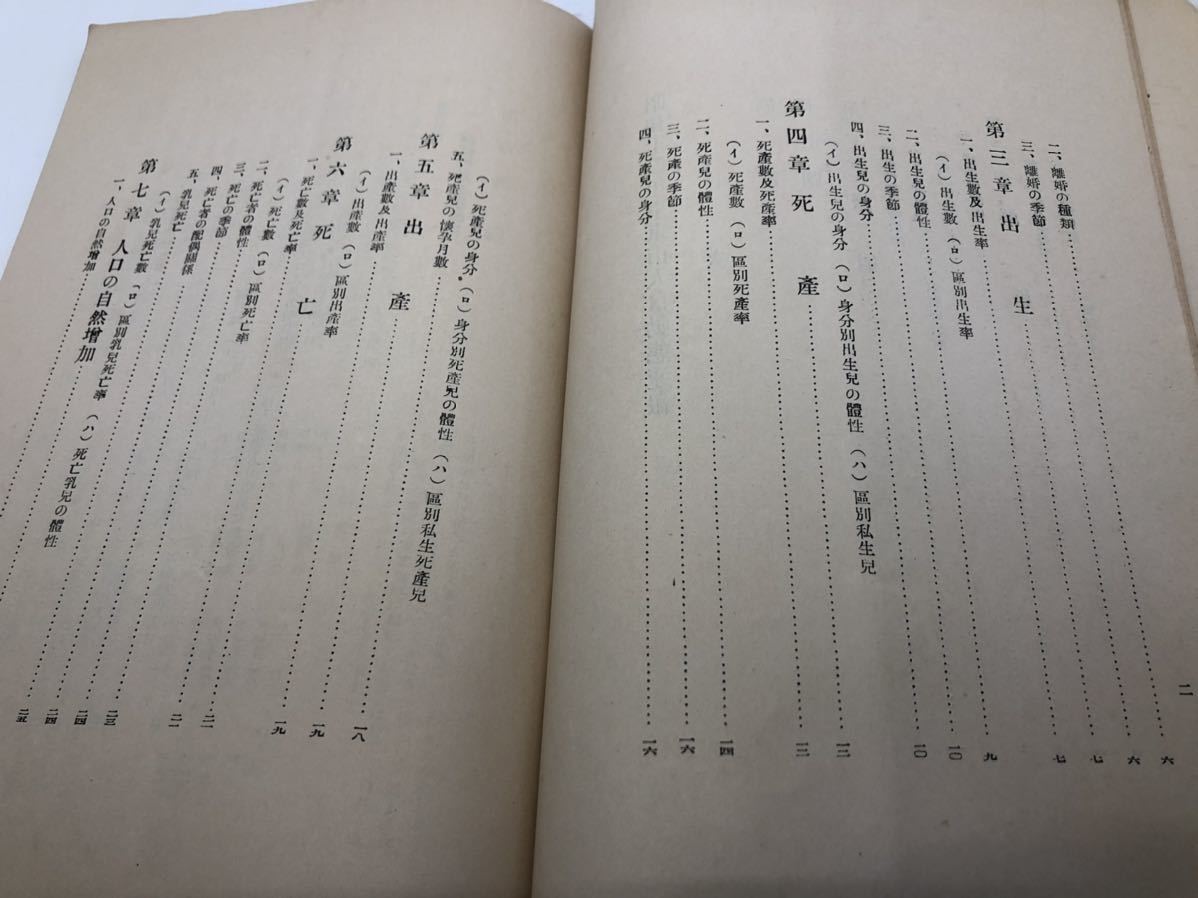 二
二、離婚の種類……六
三、離婚の季節……六
第三章 出生……七
一、出生數及出生率……七
(イ)出生數 (ロ)區別出生率
二、出生兒の體性……九
三、出生の季節……一〇
四、出生兒の身分……一〇
(イ)出生兒の身分 (ロ)身分別出生兒の體性 (ハ)區別私生兒
第四章 死產……一三
一、死產數及死產率……一三
(イ)死產數 (ロ)區別死產率
二、死產兒の體性……一四
三、死產の季節……一六
四、死產兒の身分……一六
(イ)死產兒の身分 (ロ)身分別死產兒の體性 (ハ)區別私生死產兒
五、死產兒の懷孕月數……一八
第五章 出產……一九
一、出產數及出產率……一九
(イ)出產數 (ロ)區別出產率
第六章 死亡……二一
一、死亡數及死亡率……二一
(イ)死亡數 (ロ)區別死亡率
二、死亡者の體性……二三
三、死亡の季節……二四
四、死亡者の配偶關係……二四
五、乳兒死亡……二五
(イ)乳兒死亡數 (ロ)區別乳兒死亡率 (ハ)死亡乳兒の體性
第七章 人口の自然增加
一、人口の自然增加